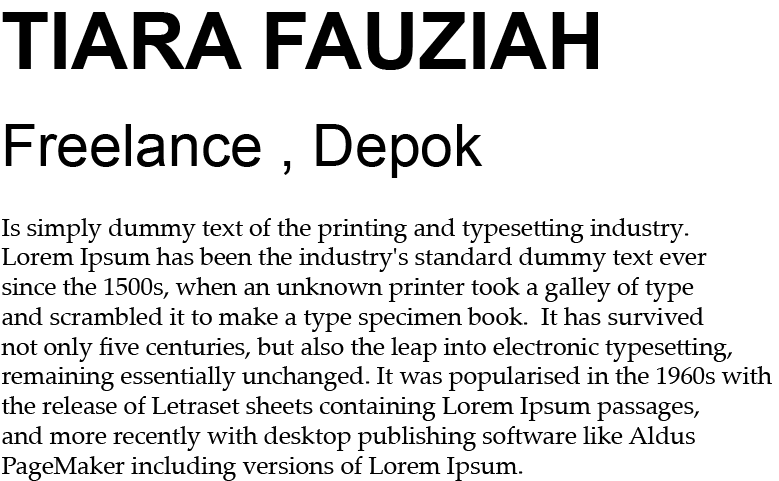 TIARA FAUZIAH
Freelance , Depok
Is simply dummy text of the printing and typesetting industry.
Lorem Ipsum has been the industry's standard dummy text ever
since the 1500s, when an unknown printer took a galley of type
and scrambled it to make a type specimen book.  It has survived
not only five centuries, but also the leap into electronic typesetting,
remaining essentially unchanged. It was popularised in the 1960s with
the release of Letraset sheets containing Lorem Ipsum passages,
and more recently with desktop publishing software like Aldus
PageMaker including versions of Lorem Ipsum.